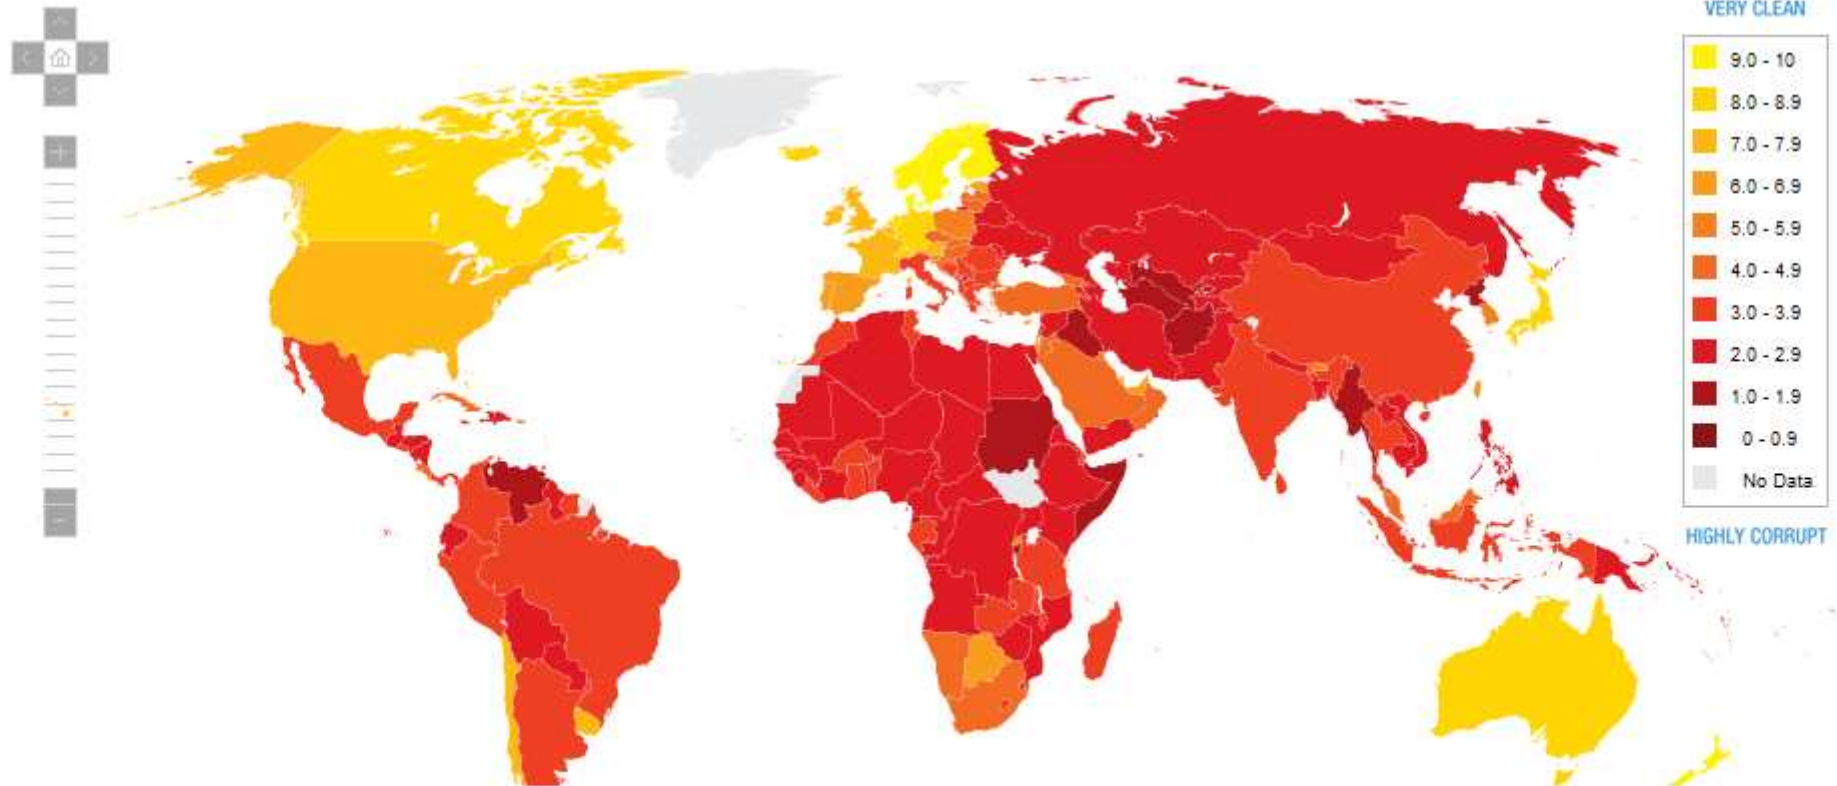 VERY CLEAN
9.0 - 10
8.0 - 8.9
7.0 - 7.9
6.0 - 6.9
5.0 - 5.9
4.0 - 4.9
3.0 - 3.9
2.0 - 2.9
1.0 - 1.9
0 - 0.9
No Data
HIGHLY CORRUPT